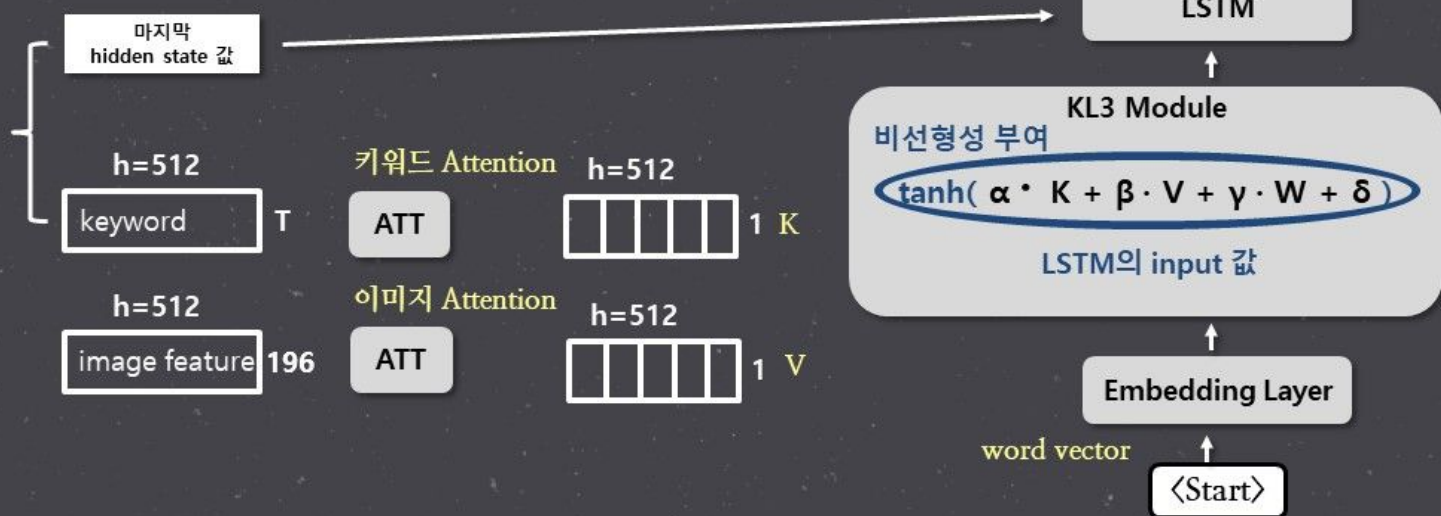 마지막
hidden state 값
h=512
keyword T
키워드 Attention
ATT
h=512
1 K
h=512
image feature 196
이미지 Attention
ATT
h=512
1 V
LSTM
KL3 Module
비선형성 부여
tanh( α · K + β · V + γ · W + δ )
LSTM의 input 값
Embedding Layer
word vector
〈Start〉